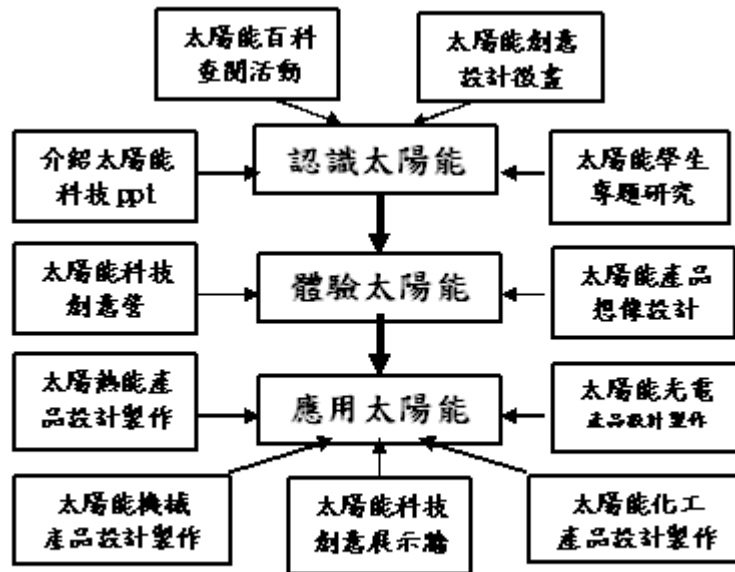 太陽能百科
查閱活動
太陽能創意
設計徵畫
介紹太陽能
科技ppt
認識太陽能
太陽能學生
專題研究
太陽能科技
創意營
體驗太陽能
太陽能產品
想像設計
太陽熱能產
品設計製作
應用太陽能
太陽能光電
產品設計製作
太陽能機械
產品設計製作
太陽能科技
創意展示
太陽能化工
產品設計製作